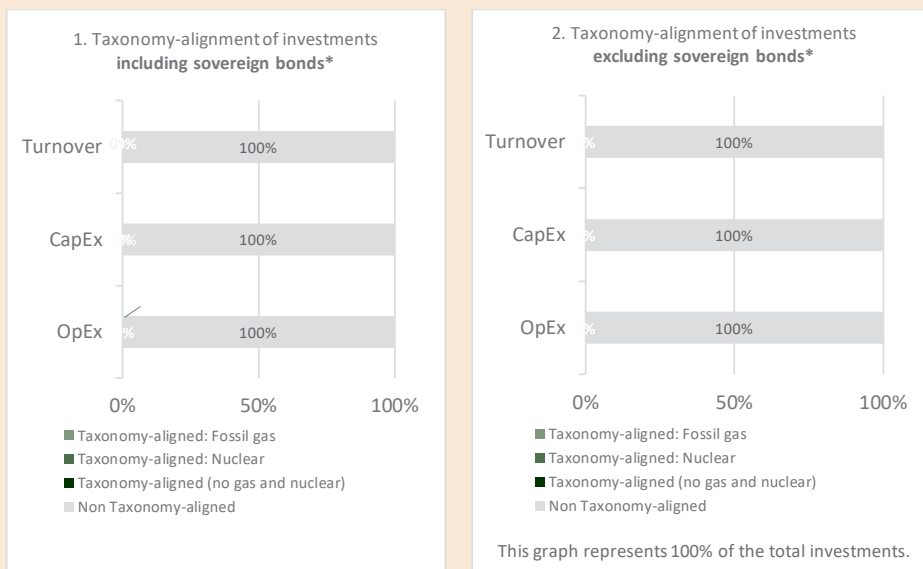 1. Taxonomy-alignment of investments
including sovereign bonds*
Turnover
100%
CapEx
100%
OpEx
100%
0%
50%
100%
Taxonomy-aligned: Fossil gas
Taxonomy-aligned: Nuclear
Taxonomy-aligned (no gas and nuclear)
Non Taxonomy-aligned
2. Taxonomy-alignment of investments
excluding sovereign bonds*
Turnover
100%
CapEx
100%
OpEx
100%
0%
50%
100%
Taxonomy-aligned: Fossil gas
Taxonomy-aligned: Nuclear
Taxonomy-aligned (no gas and nuclear)
Non Taxonomy-aligned
This graph represents 100% of the total investments.